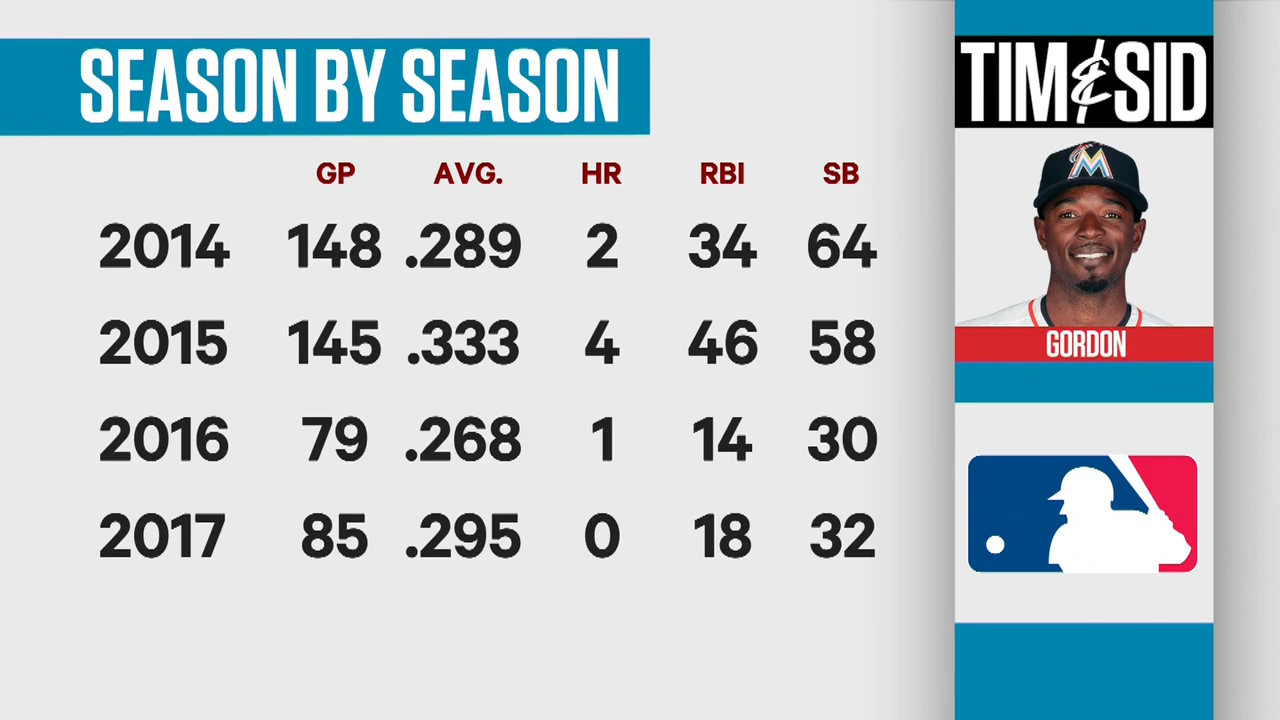 SEASON BY SEASON
GP AVG. HR RBI SB
2014 148 .289 2 34 64
2015 145 .333 4 46 58
2016 79 .268 1 14 30
2017 85 .295 0 18 32
TIM & SID
M
GORDON